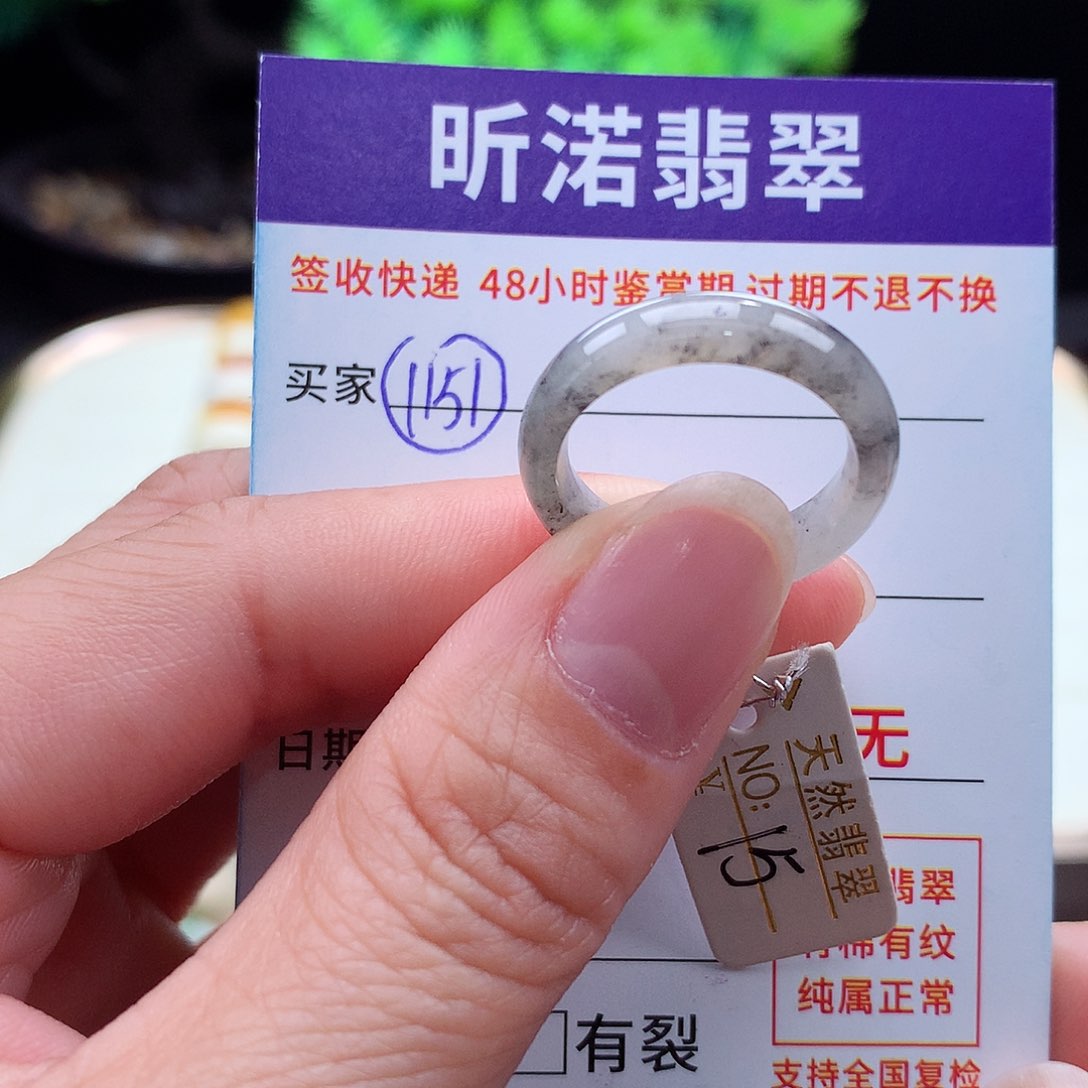 昕渃翡翠
签收快递 48小时鉴赏期 过期不退不换
买家 1151
日期
无
天然翡翠
NO: 15
翡翠
有棉有纹
纯属正常
有裂
支持全国复检